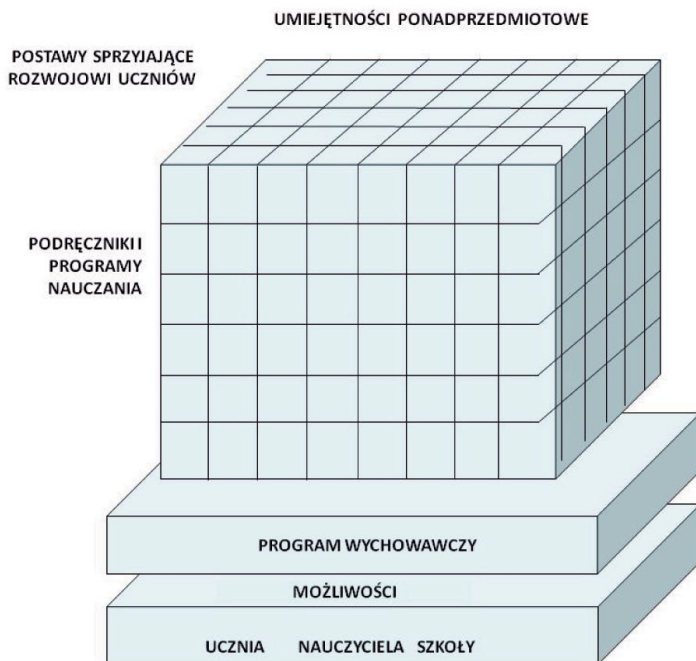 UMIEJĘTNOŚCI PONADPRZEDMIOTOWE
POSTAWY SPRZYJAJĄCE
ROZWOJOWI UCZNIÓW
PODRĘCZNIKI I
PROGRAMY
NAUCZANIA
PROGRAM WYCHOWAWCZY
MOŻLIWOŚCI
UCZNIA NAUCZYCIELA SZKOŁY